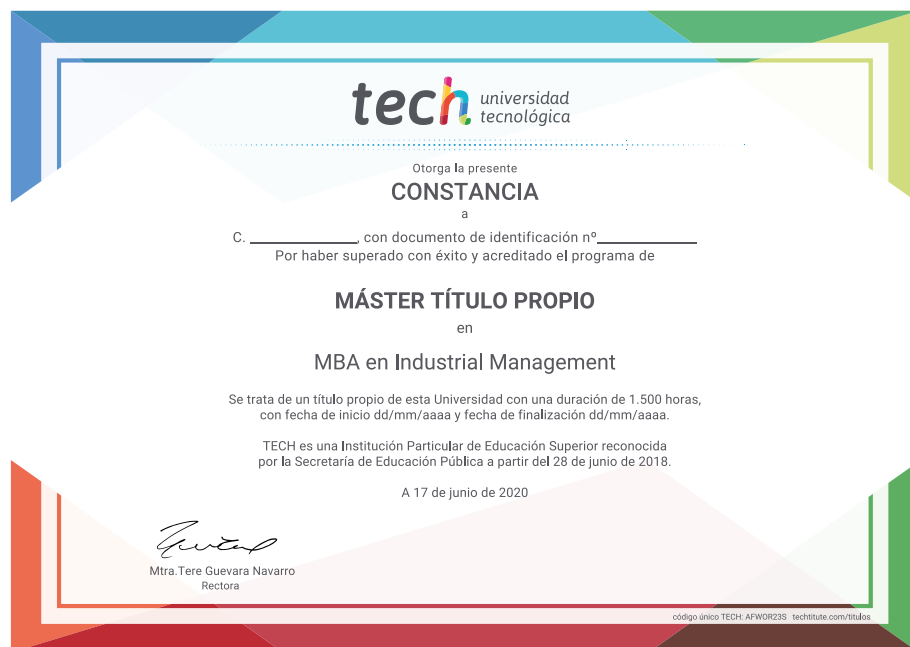 tech universidad
tecnológica
Otorga la presente
CONSTANCIA
a
C. ____________, con documento de identificación nº____________
Por haber superado con éxito y acreditado el programa de
MÁSTER TÍTULO PROPIO
en
MBA en Industrial Management
Se trata de un título propio de esta Universidad con una duración de 1.500 horas,
con fecha de inicio dd/mm/aaaa y fecha de finalización dd/mm/aaaa.
TECH es una Institución Particular de Educación Superior reconocida
por la Secretaría de Educación Pública a partir del 28 de junio de 2018.
A 17 de junio de 2020
Mtra.Tere Guevara Navarro
Rectora
código único TECH: AFWOR23S techtitute.com/titulos